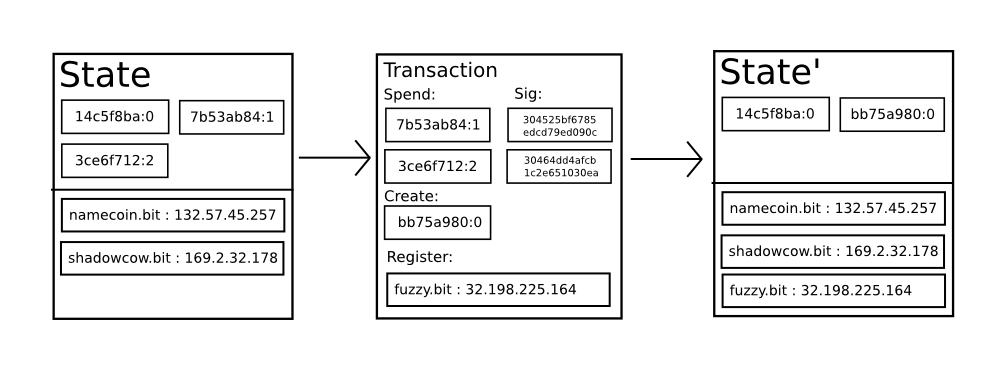 State
14c5f8ba:0 7b53ab84:1
3ce6f712:2
namecoin.bit : 132.57.45.257
shadowcow.bit : 169.2.32.178
Transaction
Spend: Sig:
7b53ab84:1
304525bf6785
edcd79ed090c
3ce6f712:2
30464dd4afcb
1c2e651030ea
Create:
bb75a980:0
Register:
fuzzy.bit : 32.198.225.164
State'
14c5f8ba:0 bb75a980:0
namecoin.bit : 132.57.45.257
shadowcow.bit : 169.2.32.178
fuzzy.bit : 32.198.225.164